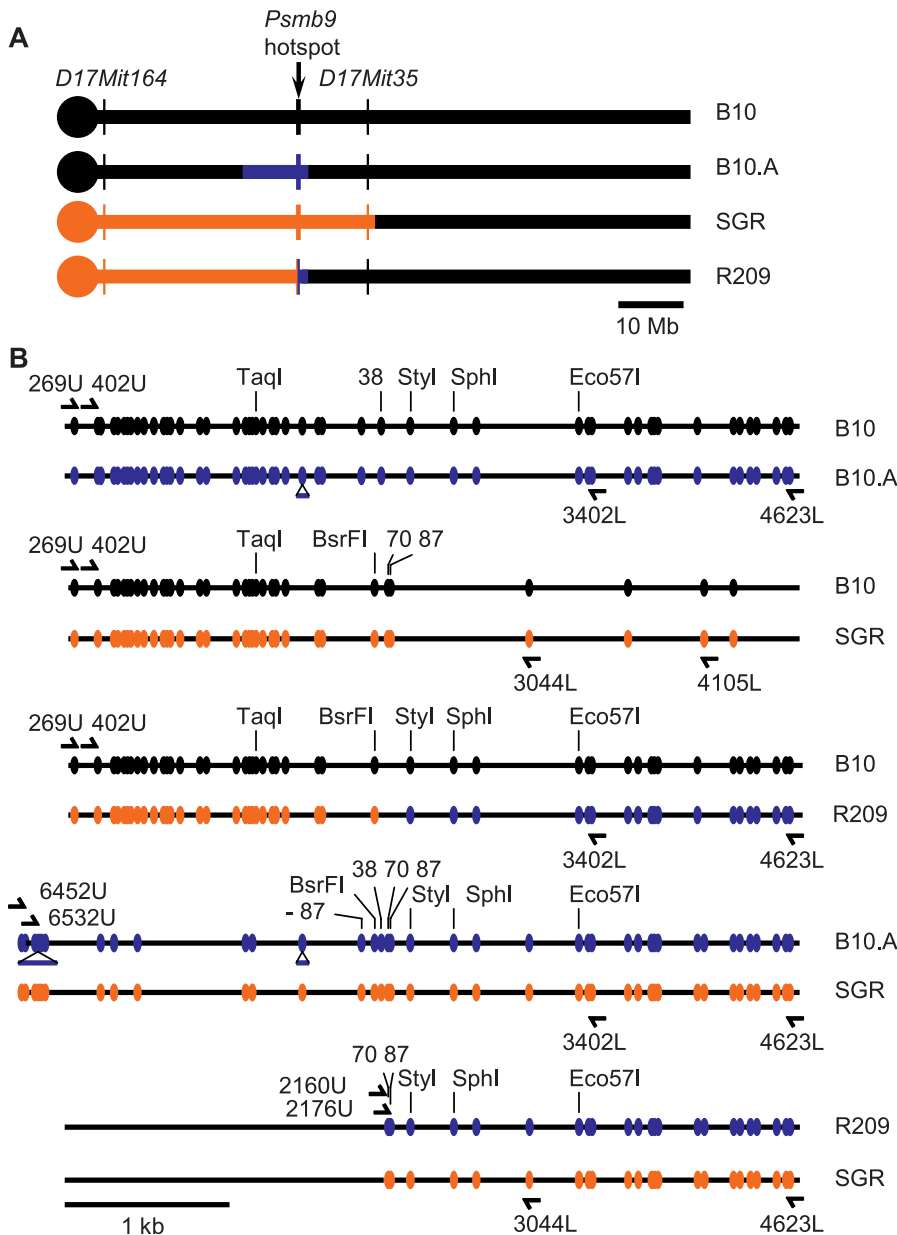 A
Psmb9
hotspot
D17Mit164
D17Mit35
B10
B10.A
SGR
R209
10 Mb
B
269U 402U
TaqI
38
StyI
SphI
Eco57I
B10
B10.A
3402L
4623L
269U 402U
TaqI
BsrFI
70 87
B10
SGR
3044L
4105L
269U 402U
TaqI
BsrFI
StyI
SphI
Eco57I
B10
R209
3402L
4623L
6452U
6532U
- 87
BsrFI
38 70 87
StyI
SphI
Eco57I
B10.A
SGR
3402L
4623L
70 87
2160U
2176U
StyI
SphI
Eco57I
R209
SGR
1 kb
3044L
4623L